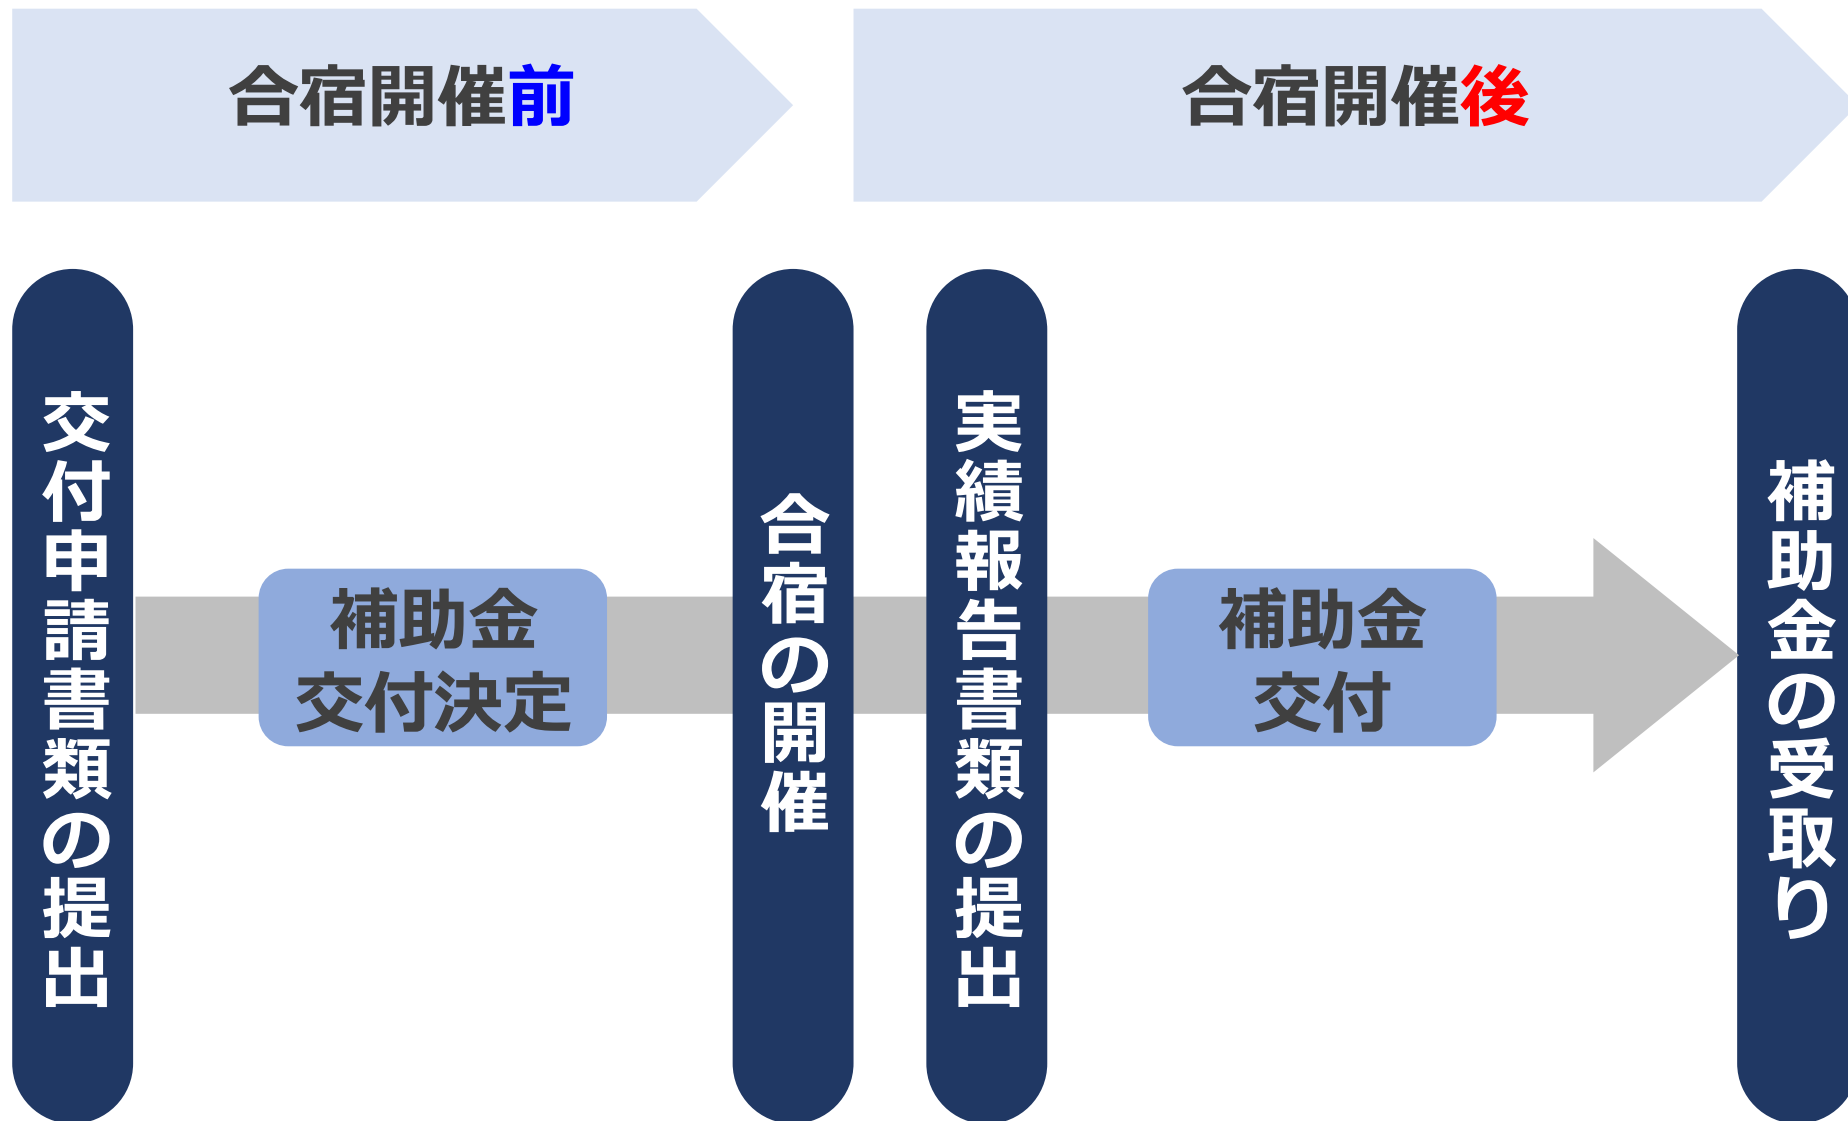 合宿開催前
合宿開催後
交付申請書類の提出
補助金
交付決定
合宿の開催
実績報告書類の提出
補助金
交付
補助金の受取り